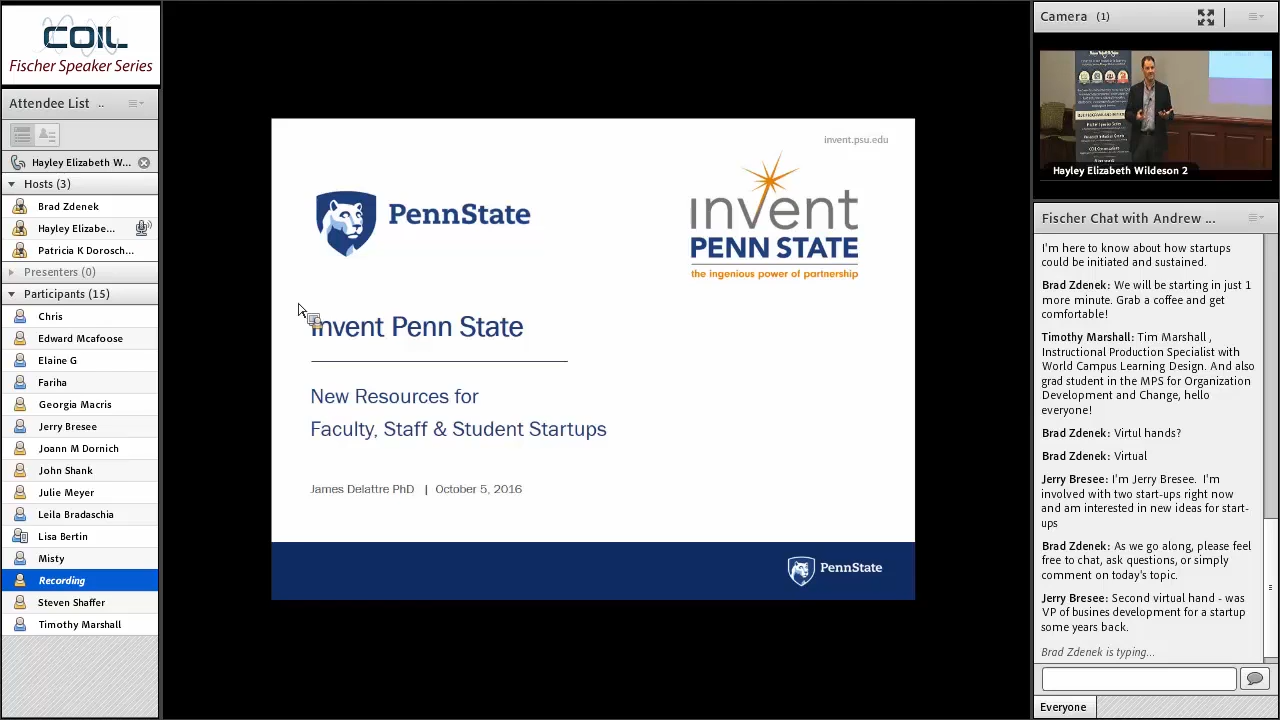 COIL
Fischer Speaker Series
Attendee List ..
Hayley Elizabeth W...
Hosts (3)
Brad Zdenek
Hayley Elizabe...
Patricia K Dorosch...
Presenters (0)
Participants (15)
Chris
Edward Mcafoose
Elaine G
Fariha
Georgia Macris
Jerry Bresee
Joann M Dornich
John Shank
Julie Meyer
Leila Bradaschia
Lisa Bertin
Misty
Recording
Steven Shaffer
Timothy Marshall
invent.psu.edu
PennState
invent
PENN STATE
the ingenious power of partnership
Invent Penn State
New Resources for
Faculty, Staff & Student Startups
James Delattre PhD | October 5, 2016
PennState
Camera (1)
Hayley Elizabeth Wildeson 2
Fischer Chat with Andrew ...
I'm here to know about how startups
could be initiated and sustained.
Brad Zdenek: We will be starting in just 1
more minute. Grab a coffee and get
comfortable!
Timothy Marshall: Tim Marshall ,
Instructional Production Specialist with
World Campus Learning Design. And also
grad student in the MPS for Organization
Development and Change, hello
everyone!
Brad Zdenek: Virtul hands?
Brad Zdenek: Virtual
Jerry Bresee: I'm Jerry Bresee. I'm
involved with two start-ups right now
and am interested in new ideas for start-
ups
Brad Zdenek: As we go along, please feel
free to chat, ask questions, or simply
comment on today's topic.
Jerry Bresee: Second virtual hand - was
VP of busines development for a startup
some years back.
Brad Zdenek is typing...
Everyone